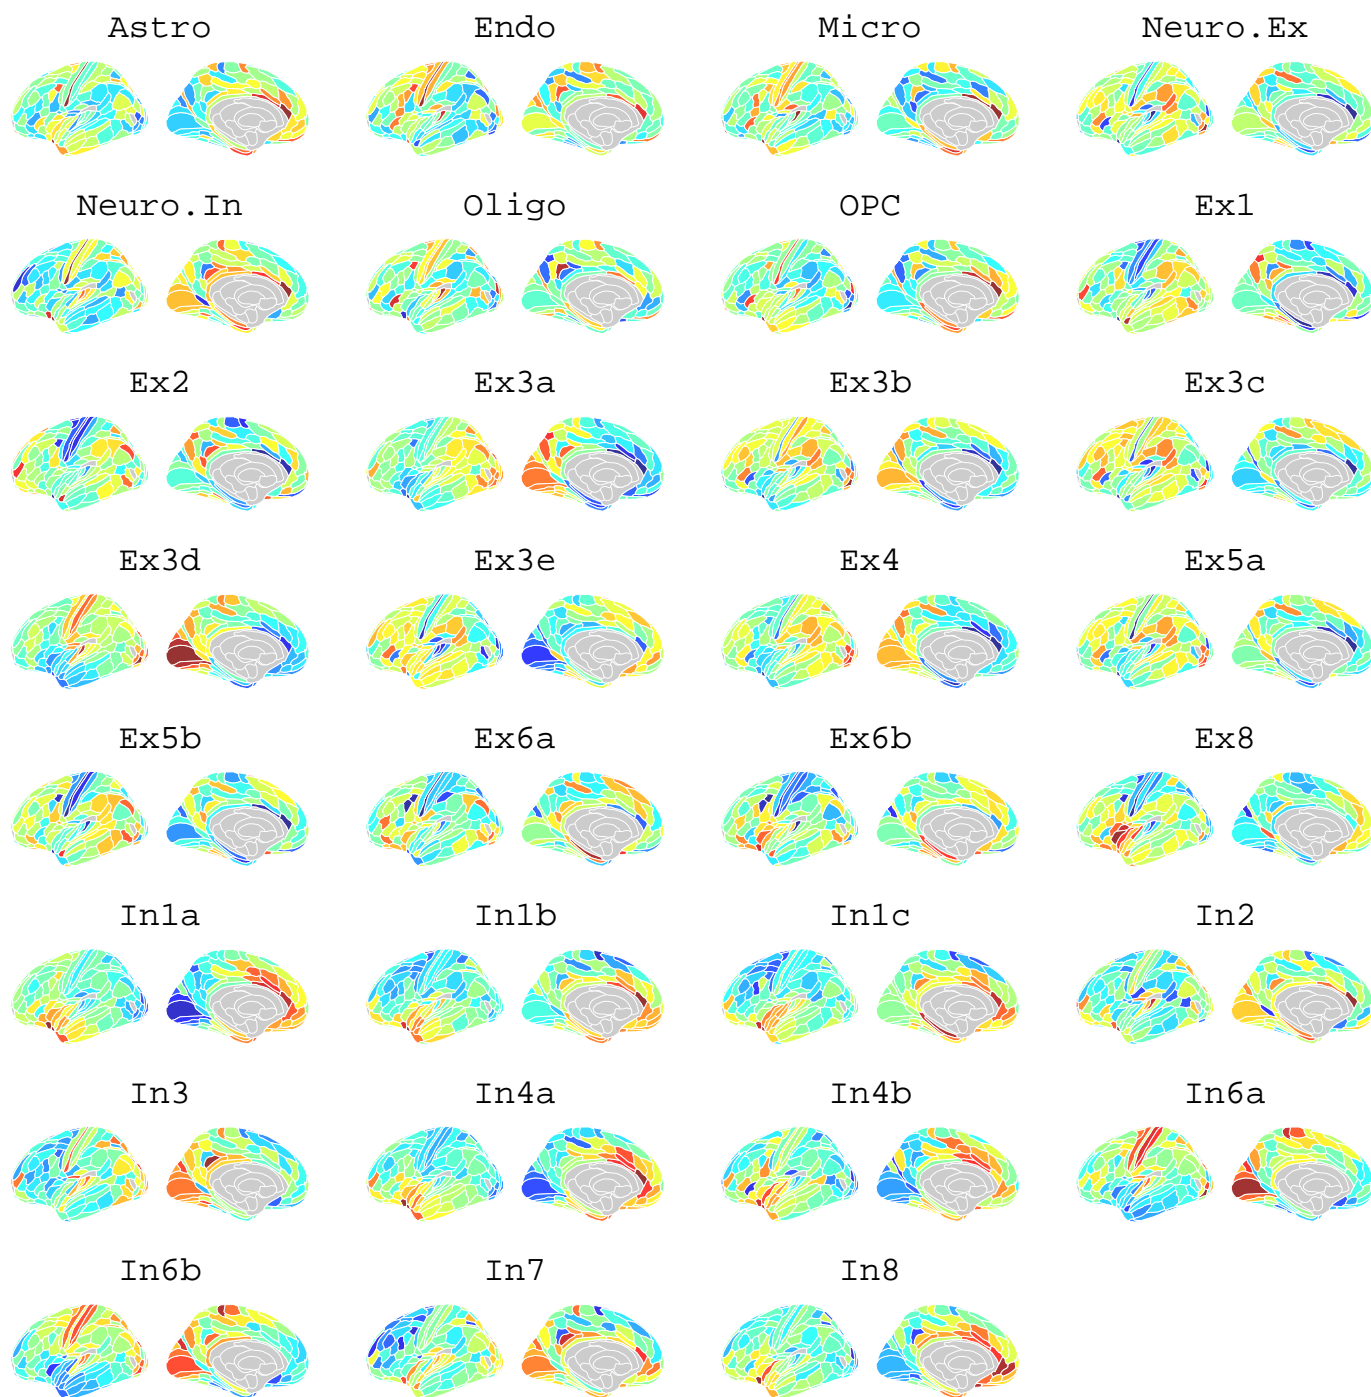 Astro Endo Micro Neuro.Ex
Neuro.In Oligo OPC Ex1
Ex2 Ex3a Ex3b Ex3c
Ex3d Ex3e Ex4 Ex5a
Ex5b Ex6a Ex6b Ex8
In1a In1b In1c In2
In3 In4a In4b In6a
In6b In7 In8